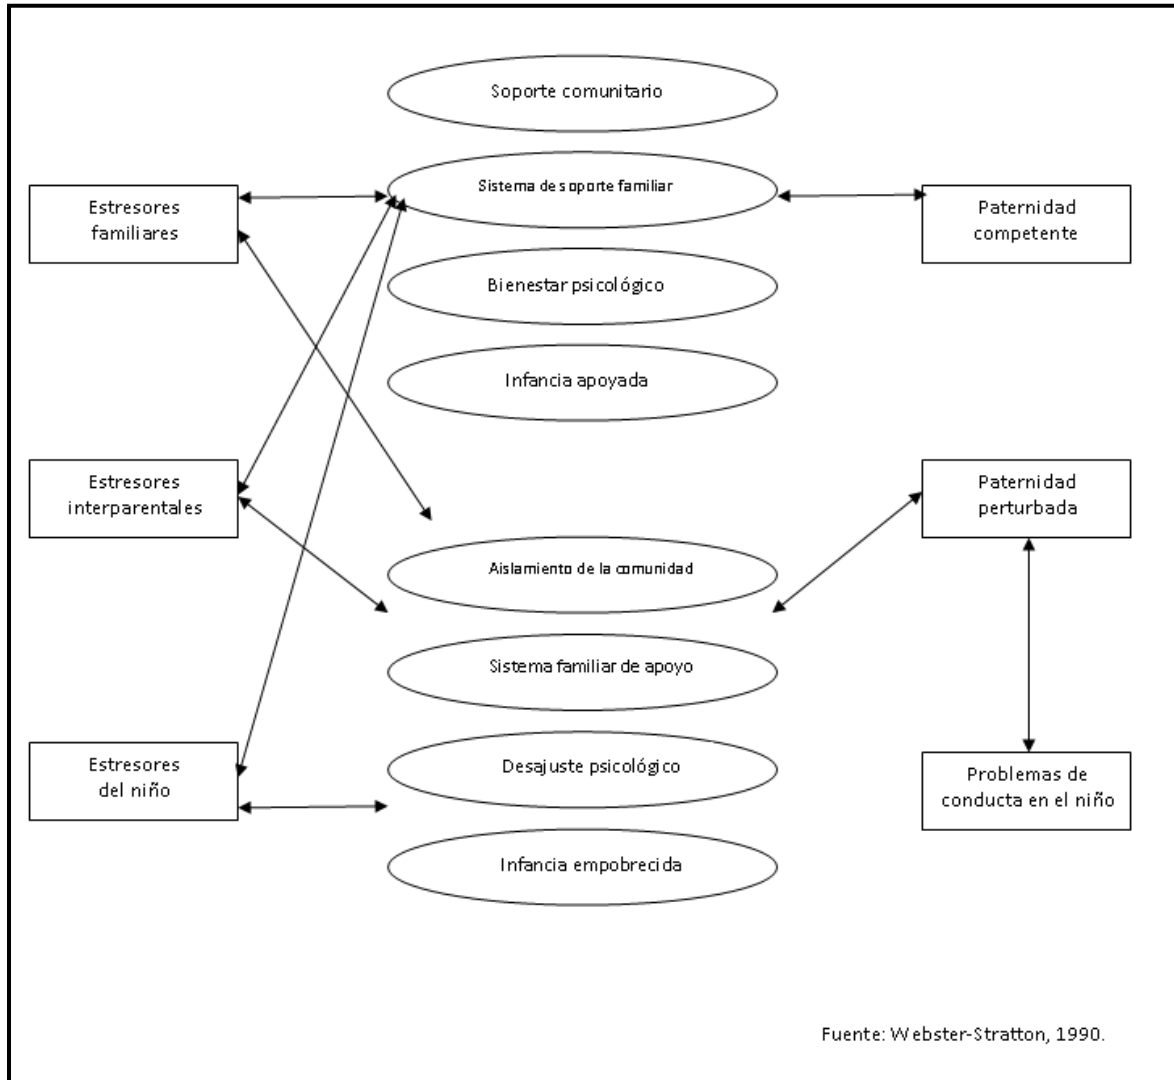 Soporte comunitario
Sistema de soporte familiar
Estresores
familiares
Paternidad
competente
Bienestar psicológico
Infancia apoyada
Estresores
interparentales
Paternidad
perturbada
Aislamiento de la comunidad
Sistema familiar de apoyo
Estresores
del niño
Desajuste psicológico
Problemas de
conducta en el niño
Infancia empobrecida
Fuente: Webster-Stratton, 1990.